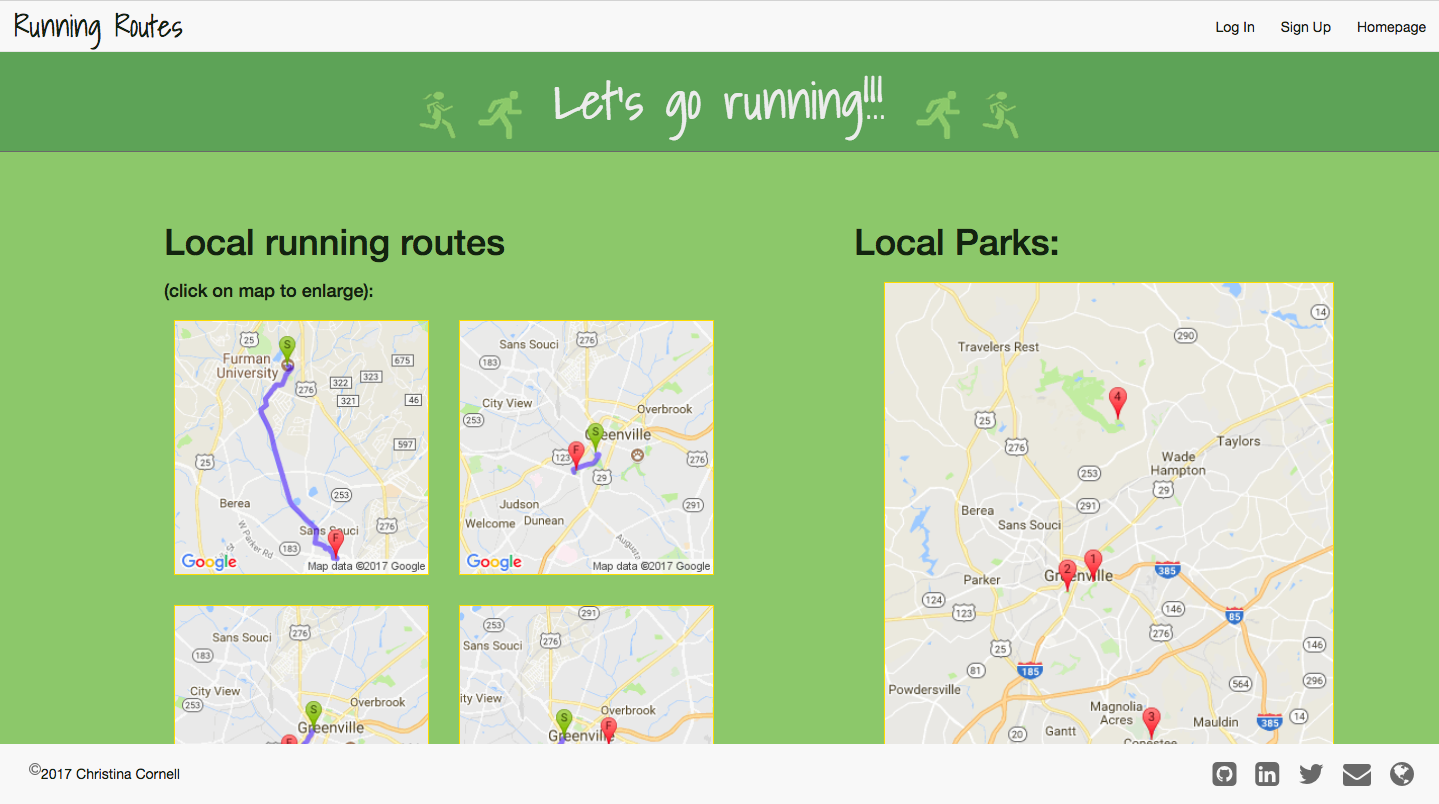 Running Routes
Log In Sign Up Homepage
Let's go running!!!
Local running routes
(click on map to enlarge):
25
S
Furman
University
675
276
322
323
321
46
597
25
253
Berea
Sans Souci
276
F
W Parker Rd
183
St
Google
Map data ©2017 Google
Sans Souci
276
183
City View
Overbrook
253
S
Greenville
F
123
276
29
Judson
291
Welcome
Dunean
Augusta
Google
Map data ©2017 Google
Sans Souci
276
183
City View
253
Overbrook
S
Greenville
F
291
253
276
Sans Souci
ity View
Overbrook
S
F
Greenville
Local Parks:
14
290
Travelers Rest
4
25
276
Taylors
Wade
Hampton
253
29
291
Berea
Sans Souci
1
2
Greenville
385
Parker
124
123
146
85
276
25
146
81
185
564
296
Powdersville
Magnolia
Acres
3
Mauldin
385
14
20
Gantt
Conestee
©2017 Christina Cornell
in